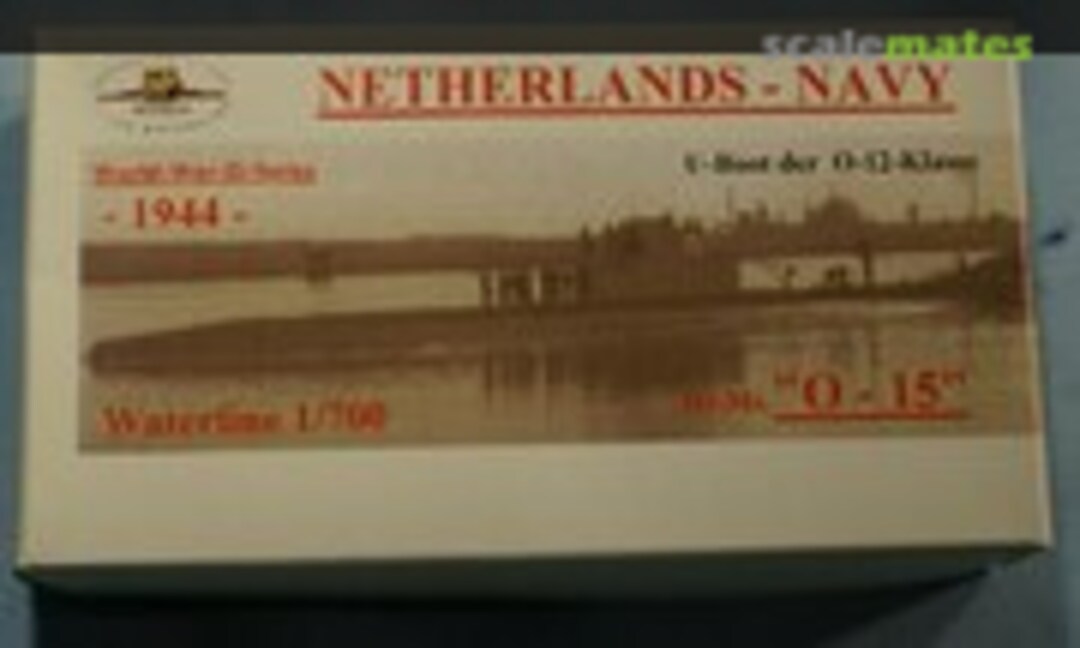 scalemates
NETHERLANDS - NAVY
U-Boot der O-12-Klasse
- 1944 -
Waterline 1/700
"O - 15"